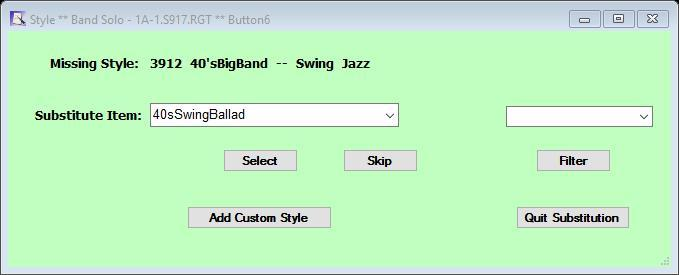 Style ** Band Solo - 1A-1.S917.RGT ** Button6
Missing Style: 3912 40'sBigBand -- Swing Jazz
Substitute Item: 40sSwingBallad
Select Skip Filter
Add Custom Style Quit Substitution